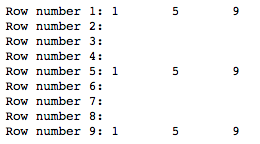 Row number 1: 1       5       9
Row number 2:
Row number 3:
Row number 4:
Row number 5: 1       5       9
Row number 6:
Row number 7:
Row number 8:
Row number 9: 1       5       9